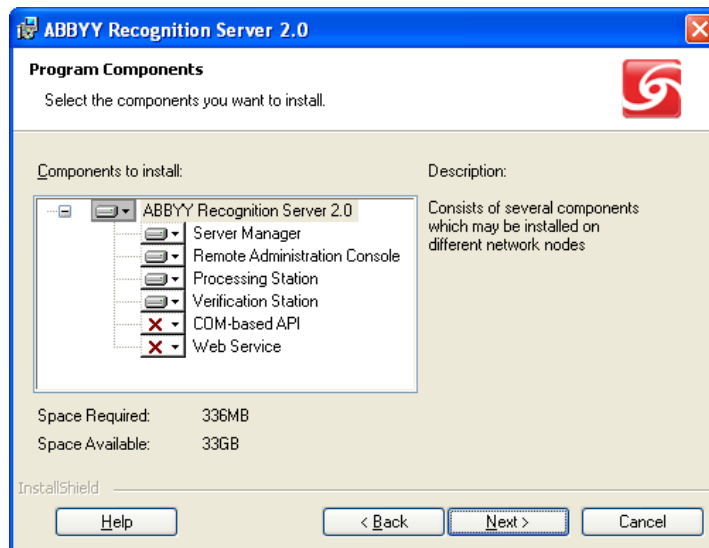 ABBYY Recognition Server 2.0
Program Components
Select the components you want to install.
Components to install:
Description:
ABBYY Recognition Server 2.0
Server Manager
Remote Administration Console
Processing Station
Verification Station
COM-based API
Web Service
Consists of several components
which may be installed on
different network nodes
Space Required: 336MB
Space Available: 33GB
InstallShield
Help
< Back
Next >
Cancel